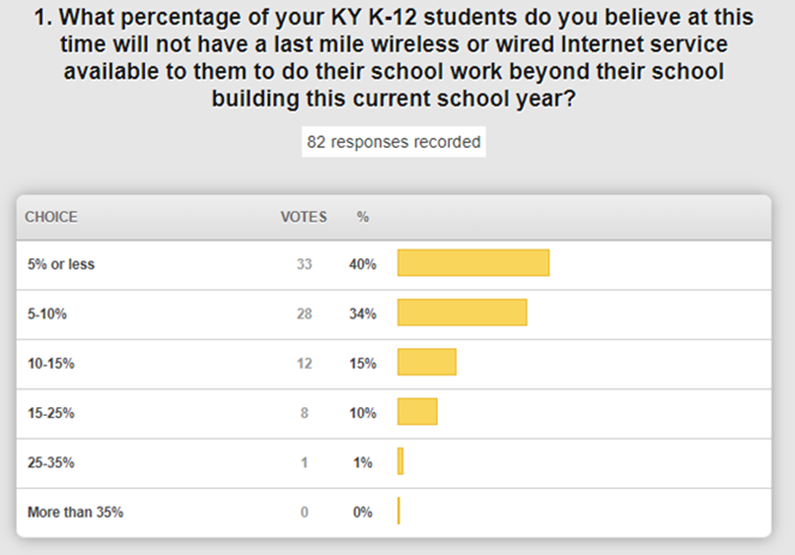 1. What percentage of your KY K-12 students do you believe at this
time will not have a last mile wireless or wired Internet service
available to them to do their school work beyond their school
building this current school year?
82 responses recorded
CHOICE VOTES %
5% or less 33 40%
5-10% 28 34%
10-15% 12 15%
15-25% 8 10%
25-35% 1 1%
More than 35% 0 0%